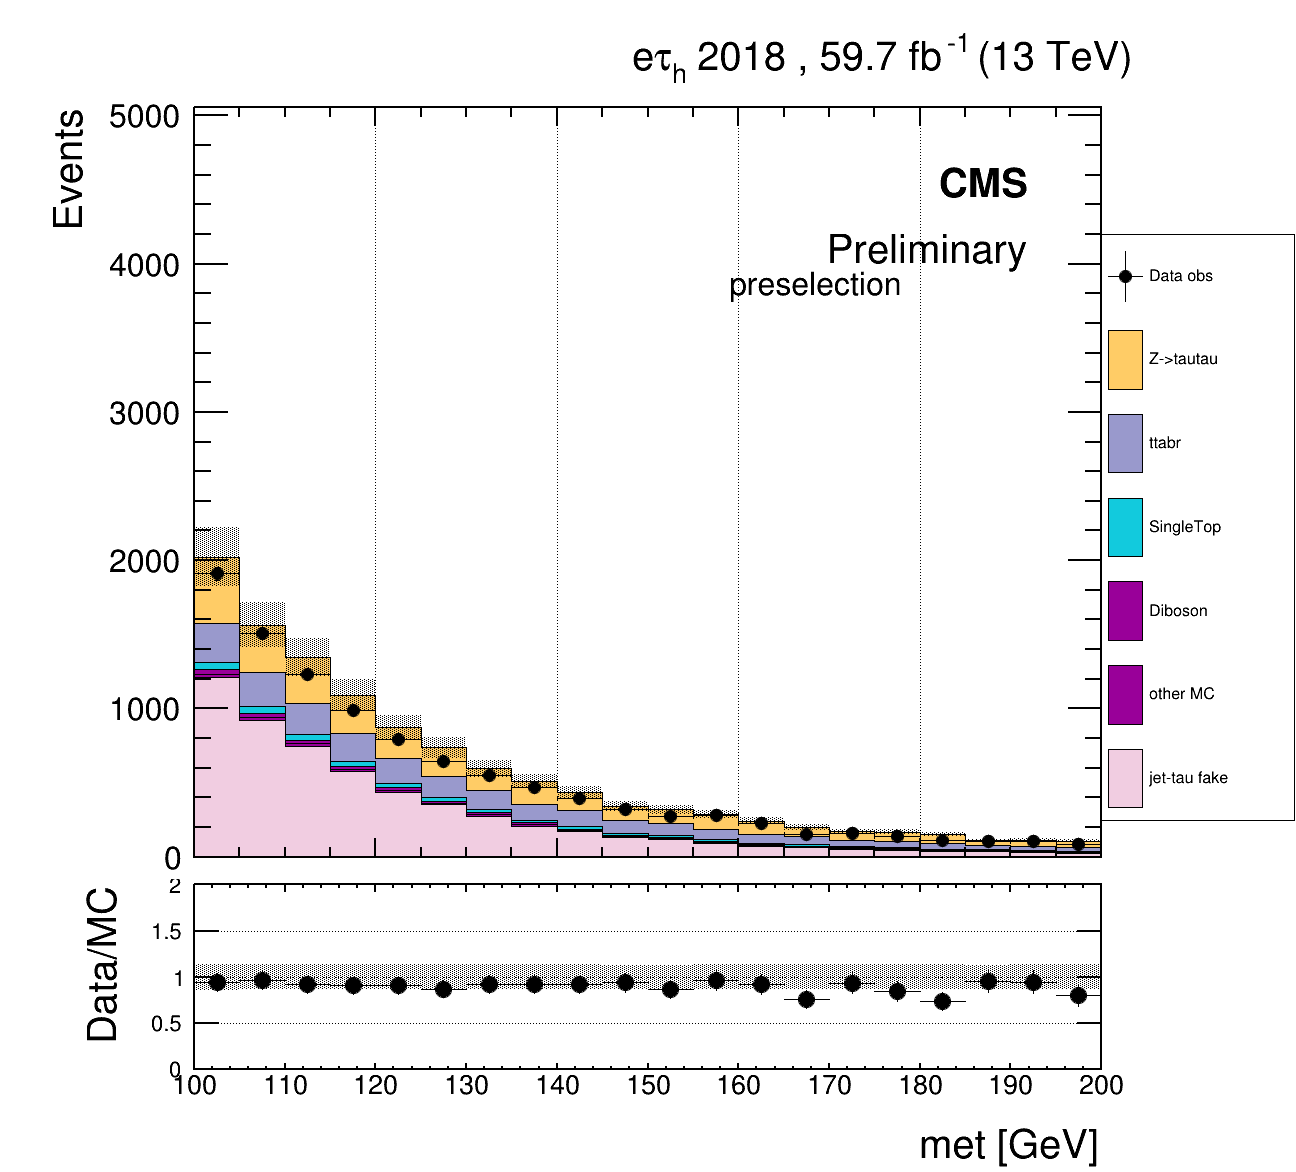 eτh 2018 , 59.7 fb-1 (13 TeV)
Events
5000
4000
3000
2000
1000
0
CMS
Preliminary
preselection
Data obs
Z->tautau
ttabr
SingleTop
Diboson
other MC
jet-tau fake
Data/MC
2
1.5
1
0.5
0
100 110 120 130 140 150 160 170 180 190 200
met [GeV]